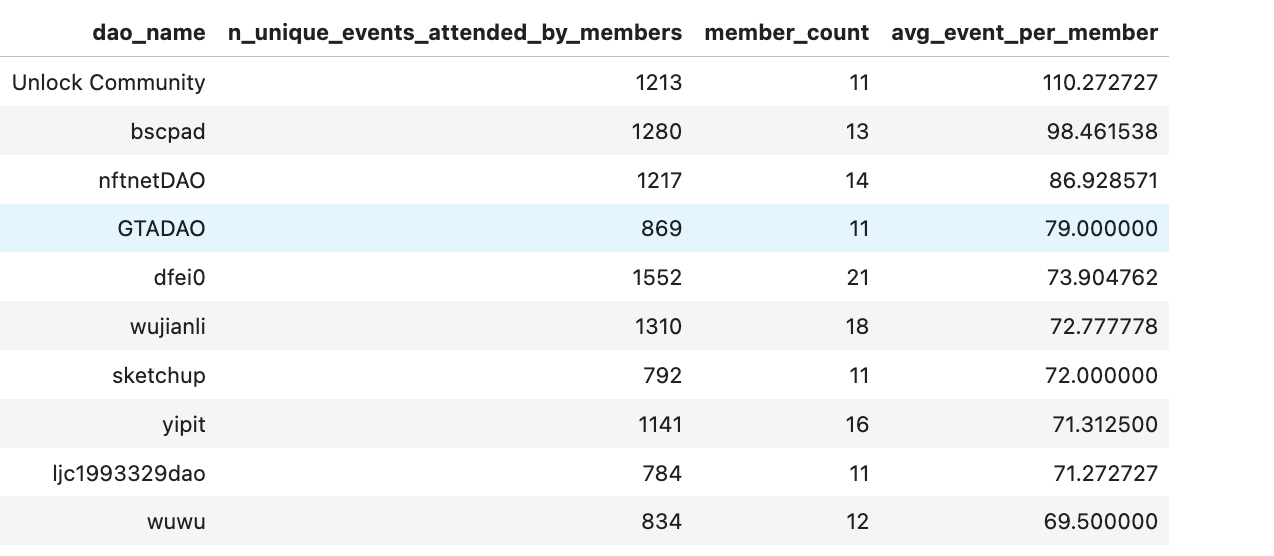 dao_name n_unique_events_attended_by_members member_count avg_event_per_member
Unlock Community 1213 11 110.272727
bscpad 1280 13 98.461538
nftnetDAO 1217 14 86.928571
GTADAO 869 11 79.000000
dfei0 1552 21 73.904762
wujianli 1310 18 72.777778
sketchup 792 11 72.000000
yipit 1141 16 71.312500
ljc1993329dao 784 11 71.272727
wuwu 834 12 69.500000